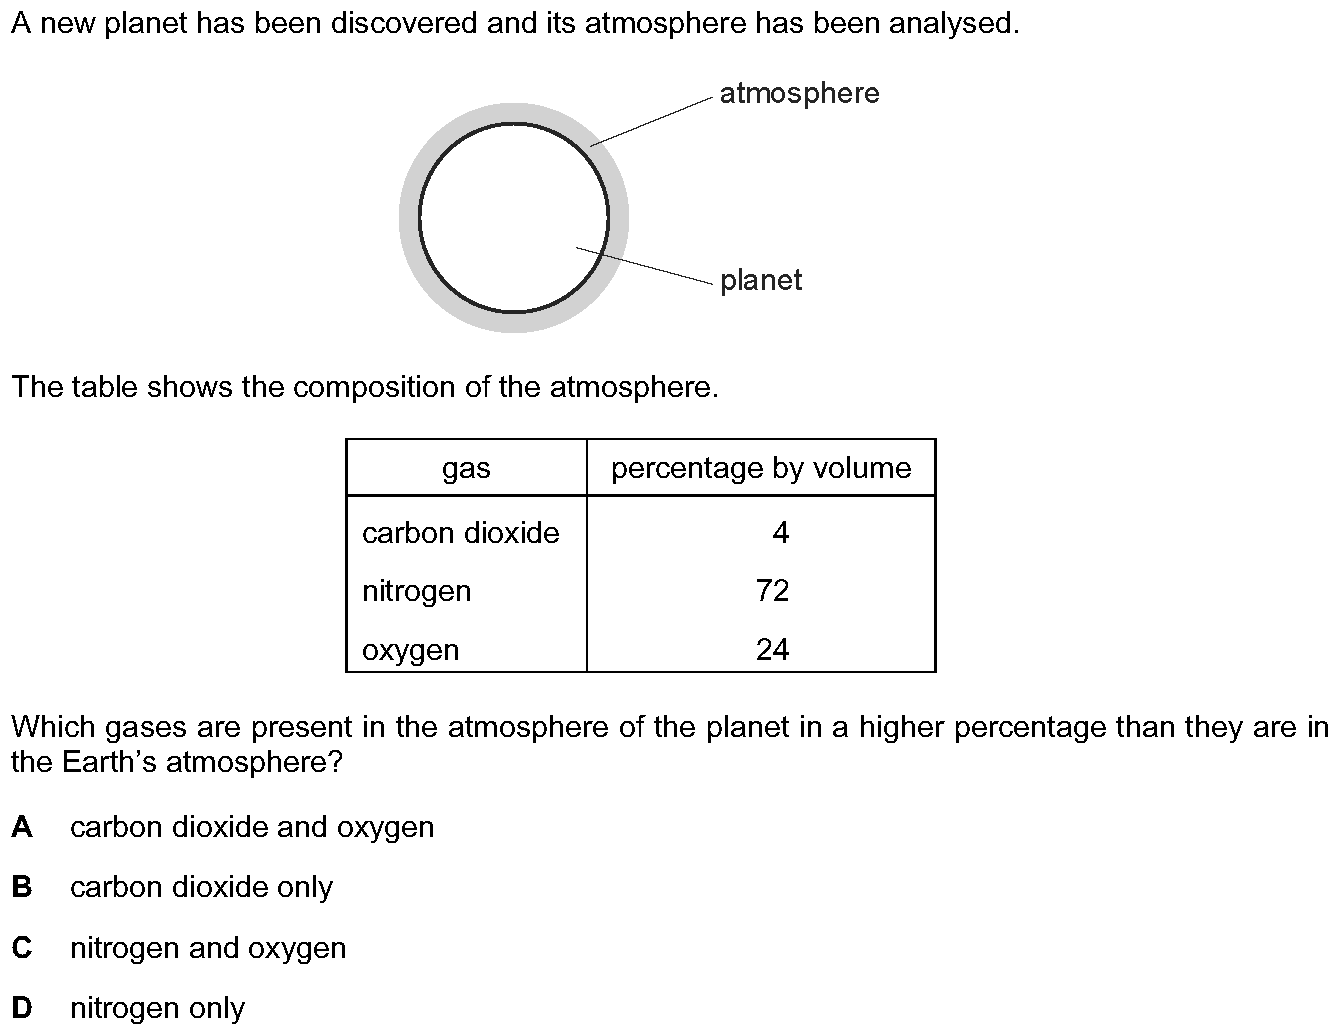 A new planet has been discovered and its atmosphere has been analysed.
atmosphere
planet
The table shows the composition of the atmosphere.
gas percentage by volume
carbon dioxide 4
nitrogen 72
oxygen 24
Which gases are present in the atmosphere of the planet in a higher percentage than they are in
the Earth’s atmosphere?
A carbon dioxide and oxygen
B carbon dioxide only
C nitrogen and oxygen
D nitrogen only